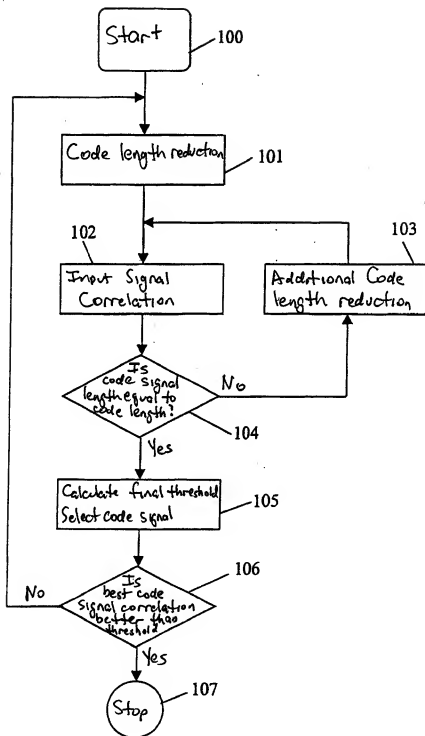 Start
100
Code length reduction
101
102
103
Input Signal
Correlation
Additional Code
length reduction
Is
code signal
length equal to
code length?
No
104
Yes
Calculate final threshold
Select code signal
105
106
No
Is
best code
Signal correlation
better than
threshold
Yes
Stop
107